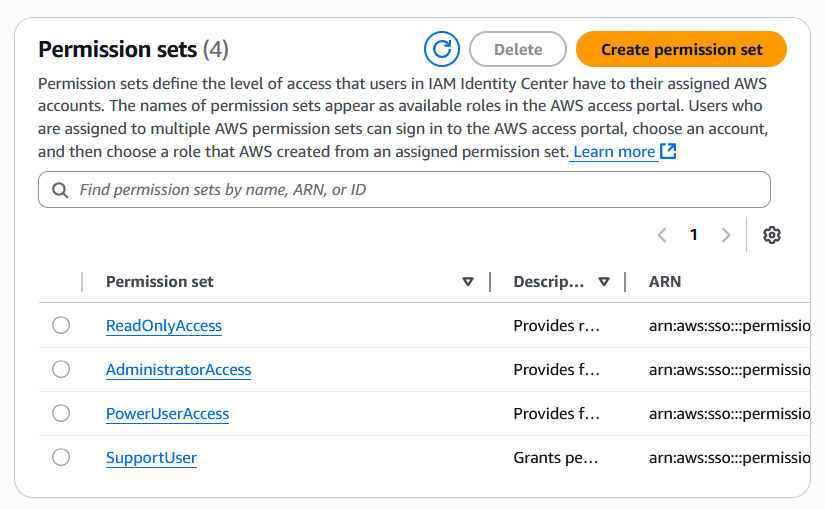 Permission sets (4)
Delete
Create permission set
Permission sets define the level of access that users in IAM Identity Center have to their assigned AWS
accounts. The names of permission sets appear as available roles in the AWS access portal. Users who
are assigned to multiple AWS permission sets can sign in to the AWS access portal, choose an account,
and then choose a role that AWS created from an assigned permission set. Learn more
Find permission sets by name, ARN, or ID
1
Permission set Descrip... ARN
ReadOnlyAccess Provides r... arn:aws:sso:::permissio
AdministratorAccess Provides f... arn:aws:sso:::permissio
PowerUserAccess Provides f... arn:aws:sso:::permissio
SupportUser Grants pe... arn:aws:sso:::permissio